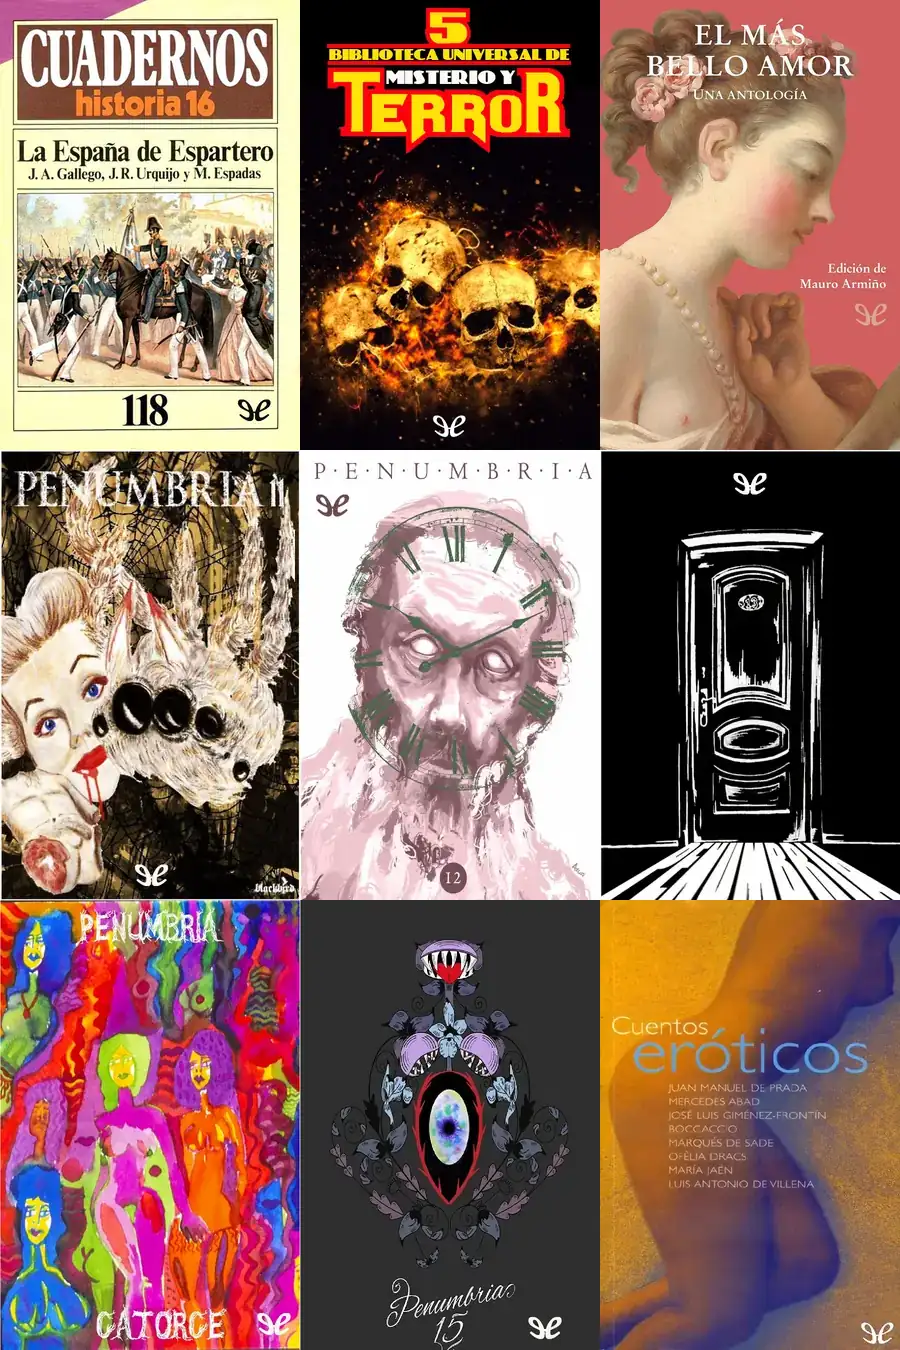 CUADERNOS
historia 16
La España de Espartero
J. A. Gallego, J. R. Urquijo y M. Espadas
118
5
BIBLIOTECA UNIVERSAL DE
MISTERIO Y
TERROR
EL MÁS
BELLO AMOR
UNA ANTOLOGÍA
Edición de
Mauro Armiño
PENUMBRIA 11
blackbird
P·E·N·U·M·B·R·I·A
12
PENUMBRIA
PENUMBRIA
CATORCE
Penumbria
15
Cuentos
eróticos
JUAN MANUEL DE PRADA
MERCEDES ABAD
JOSÉ LUIS GIMÉNEZ-FRONTÍN
BOCCACCIO
MARQUÉS DE SADE
OFÈLIA DRACS
MARÍA JAÉN
LUIS ANTONIO DE VILLENA